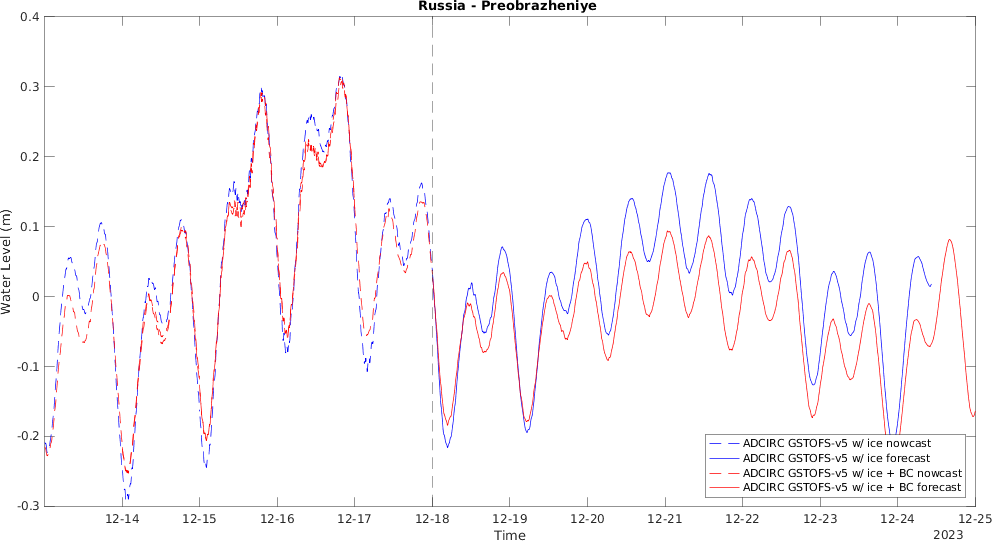 Russia - Preobrazheniye
Water Level (m)
0.4
0.3
0.2
0.1
0
-0.1
-0.2
-0.3
ADCIRC GSTOFS-v5 w/ ice nowcast
ADCIRC GSTOFS-v5 w/ ice forecast
ADCIRC GSTOFS-v5 w/ ice + BC nowcast
ADCIRC GSTOFS-v5 w/ ice + BC forecast
12-14 12-15 12-16 12-17 12-18 12-19 12-20 12-21 12-22 12-23 12-24 12-25
Time
2023